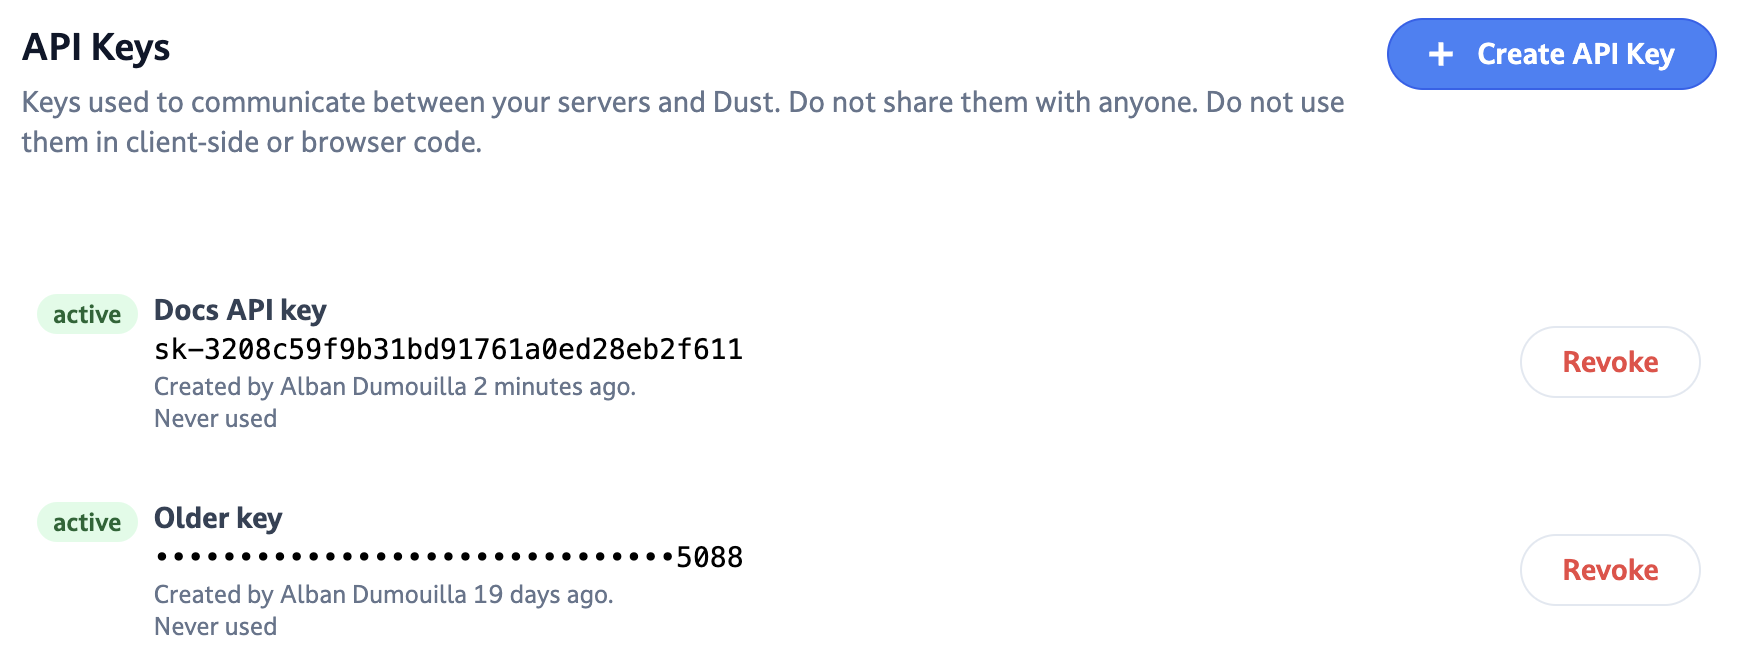 API Keys
+ Create API Key
Keys used to communicate between your servers and Dust. Do not share them with anyone. Do not use
them in client-side or browser code.
active Docs API key
sk-3208c59f9b31bd91761a0ed28eb2f611
Created by Alban Dumouilla 2 minutes ago.
Never used
Revoke
active Older key
•••••••••••••••••••••••••••••••5088
Created by Alban Dumouilla 19 days ago.
Never used
Revoke